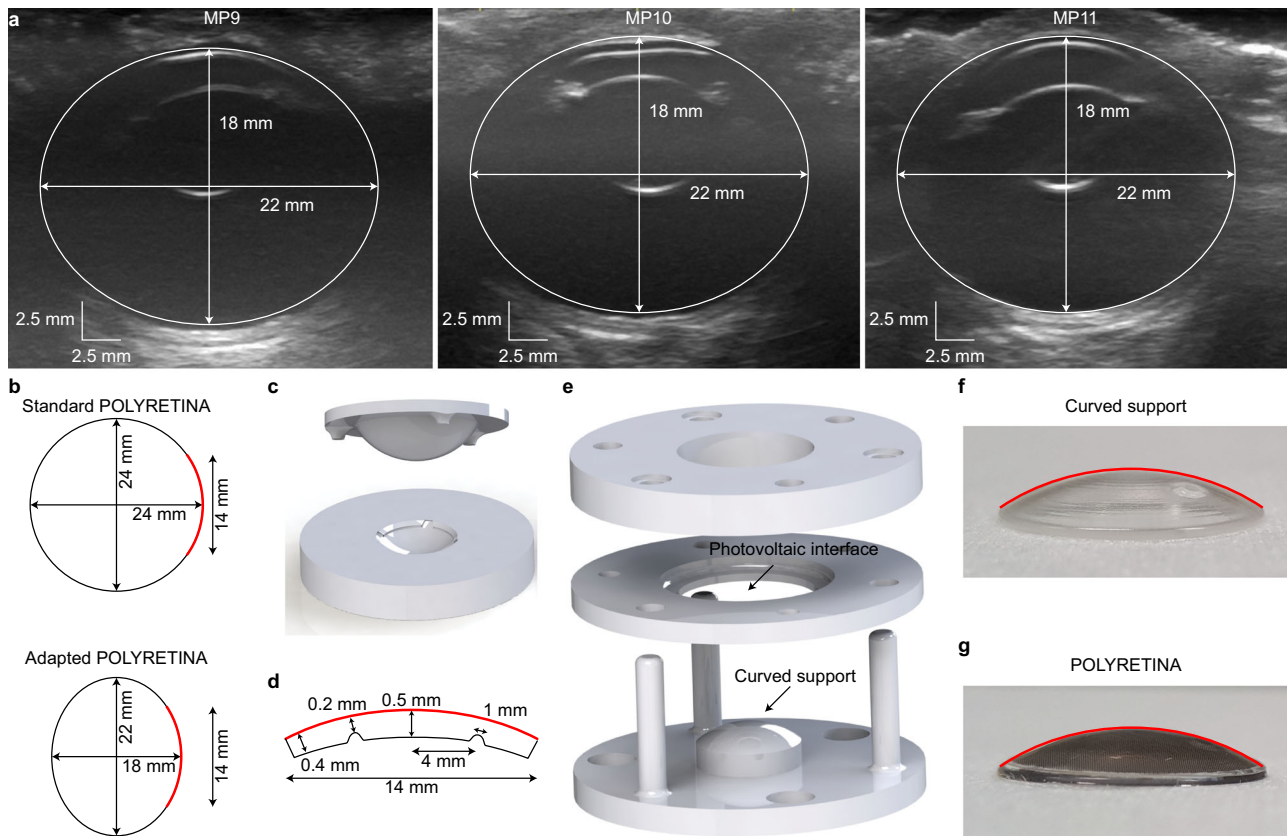 a
MP9
MP10
MP11
18 mm
18 mm
18 mm
22 mm
22 mm
22 mm
2.5 mm
2.5 mm
2.5 mm
2.5 mm
2.5 mm
2.5 mm
b
Standard POLYRETINA
24 mm
24 mm
14 mm
Adapted POLYRETINA
22 mm
18 mm
14 mm
c
d
0.2 mm
0.5 mm
1 mm
0.4 mm
4 mm
14 mm
e
Photovoltaic interface
Curved support
f
Curved support
g
POLYRETINA